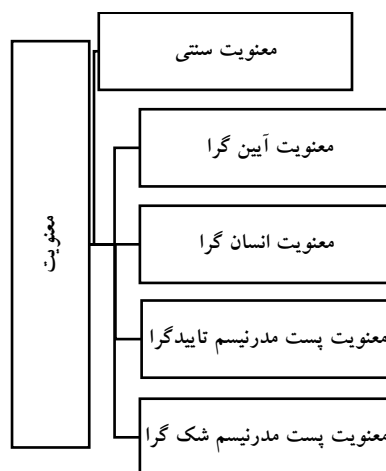 معنویت
معنویت سنتی
معنویت آیین گرا
معنویت انسان گرا
معنویت پست مدرنیسم تاییدگرا
معنویت پست مدرنیسم شک گرا